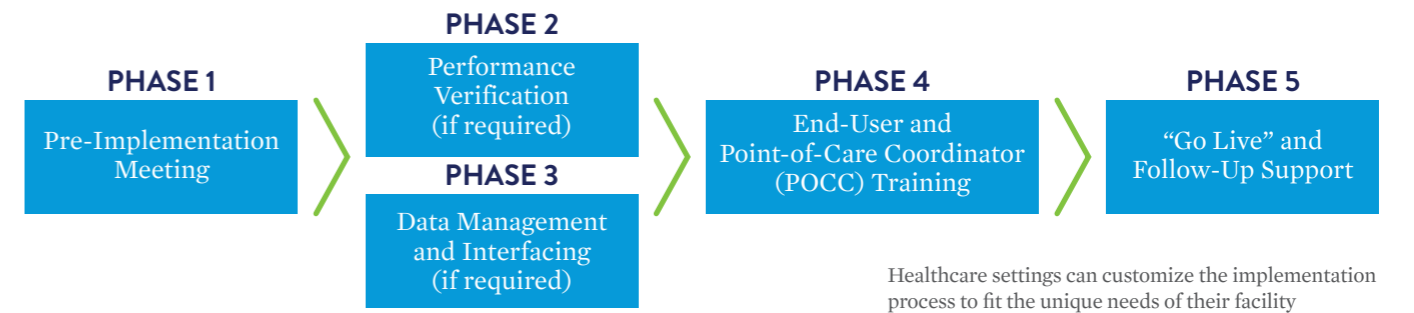 PHASE 1
Pre-Implementation
Meeting
PHASE 2
Performance
Verification
(if required)
PHASE 3
Data Management
and Interfacing
(if required)
PHASE 4
End-User and
Point-of-Care Coordinator
(POCC) Training
PHASE 5
“Go Live” and
Follow-Up Support
Healthcare settings can customize the implementation
process to fit the unique needs of their facility